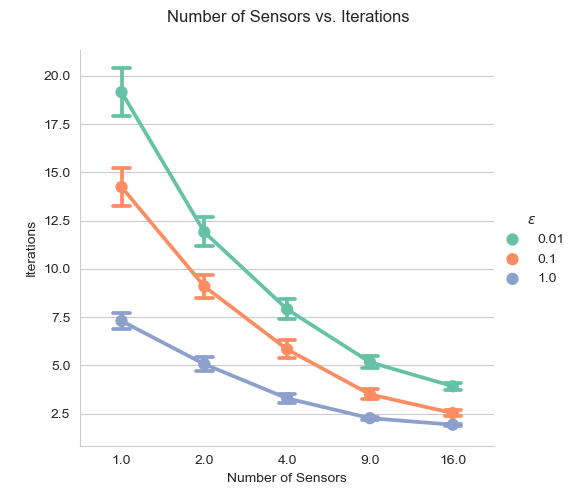 Number of Sensors vs. Iterations
20.0
17.5
15.0
12.5
10.0
7.5
5.0
2.5
Iterations
1.0 2.0 4.0 9.0 16.0
Number of Sensors
ε
0.01
0.1
1.0